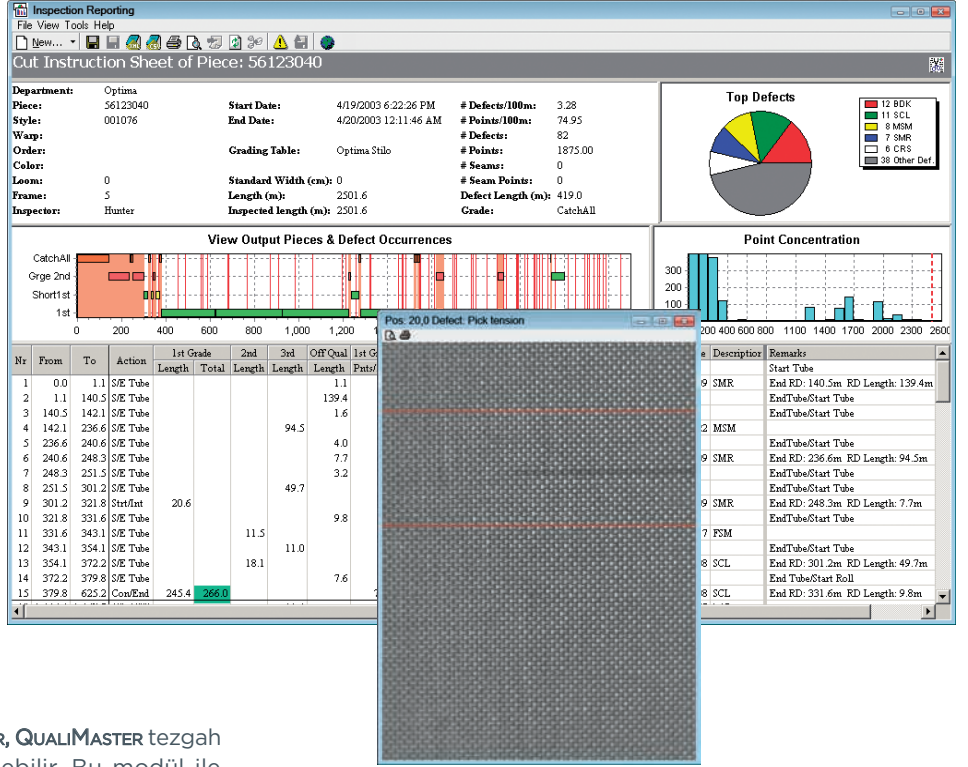 Inspection Reporting
File View Tools Help
New...
Cut Instruction Sheet of Piece: 56123040
Department: Optima
Piece: 56123040 Start Date: 4/19/2003 6:22:26 PM # Defects/100m: 3.28
Style: 001076 End Date: 4/20/2003 12:11:46 AM # Points/100m: 74.95
Warp: # Defects: 82
Order: Grading Table: Optima Stilo # Points: 1875.00
Color: # Seams: 0
Loom: 0 Standard Width (cm): 0 # Seam Points: 0
Frame: 5 Length (m): 2501.6 Defect Length (m): 419.0
Inspector: Hunter Inspected length (m): 2501.6 Grade: CatchAll
Top Defects
12 BDK
11 SCL
8 MSM
7 SMR
6 CRS
38 Other Def.
View Output Pieces & Defect Occurrences
CatchAll
Grge 2nd
Short1st
1st
0 200 400 600 800 1,000 1,200
Point Concentration
300
200
100
200 400 600 800 1100 1400 1700 2000 2300 2600
Pos: 20,0 Defect: Pick tension
1st Grade 2nd 3rd Off Qual
Nr From To Action Length Total Length Length Length Pnts/ Description Remarks
Start Tube
1 0.0 1.1 S/E Tube 1.1 SMR End RD: 140.5m RD Length: 139.4m
2 1.1 140.5 S/E Tube 139.4 EndTube/Start Tube
3 140.5 142.1 S/E Tube 1.6 EndTube/Start Tube
4 142.1 236.6 S/E Tube 94.5 MSM
5 236.6 240.6 S/E Tube 4.0 EndTube/Start Tube
6 240.6 248.3 S/E Tube 7.7 SMR End RD: 236.6m RD Length: 94.5m
7 248.3 251.5 S/E Tube 3.2 EndTube/Start Tube
8 251.5 301.2 S/E Tube 49.7 EndTube/Start Tube
9 301.2 321.8 Strt/Int 20.6 SMR End RD: 248.3m RD Length: 7.7m
10 321.8 331.6 S/E Tube 9.8 EndTube/Start Tube
11 331.6 343.1 S/E Tube 11.5 7 FSM
12 343.1 354.1 S/E Tube 11.0 EndTube/Start Tube
13 354.1 372.2 S/E Tube 18.1 SCL End RD: 301.2m RD Length: 49.7m
14 372.2 379.8 S/E Tube 7.6 End Tube/Start Roll
15 379.8 625.2 Con/End 245.4 266.0 SCL End RD: 331.6m RD Length: 9.8m
R, QUALIMASTER tezgah
ebilir. Bu modül ile